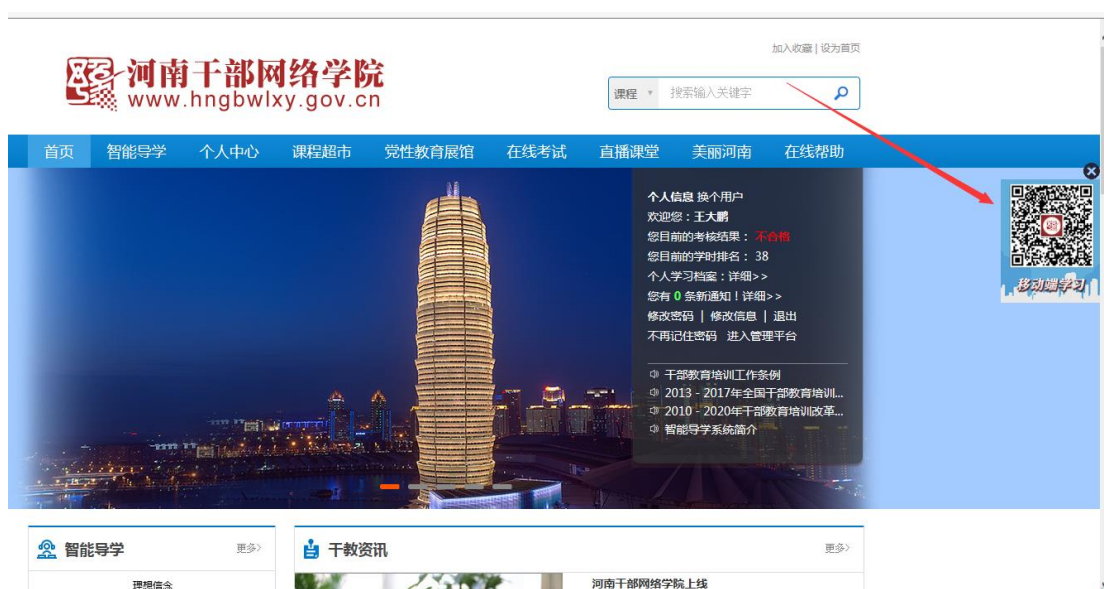 加入收藏 | 设为首页
河南干部网络学院
www.hngbwlxy.gov.cn
课程 搜索输入关键字
首页 智能导学 个人中心 课程超市 党性教育展馆 在线考试 直播课堂 美丽河南 在线帮助
个人信息 换个用户
欢迎您：王大鹏
您目前的考核结果： 不合格
您目前的学时排名： 38
个人学习档案：详细>>
您有 0 条新通知！详细>>
修改密码 | 修改信息 | 退出
不再记住密码 进入管理平台
干部教育培训工作条例
2013－2017年全国干部教育培训...
2010－2020年干部教育培训改革...
智能导学系统简介
移动端学习
智能导学 更多>
干教资讯 更多>
理想信念
河南干部网络学院上线